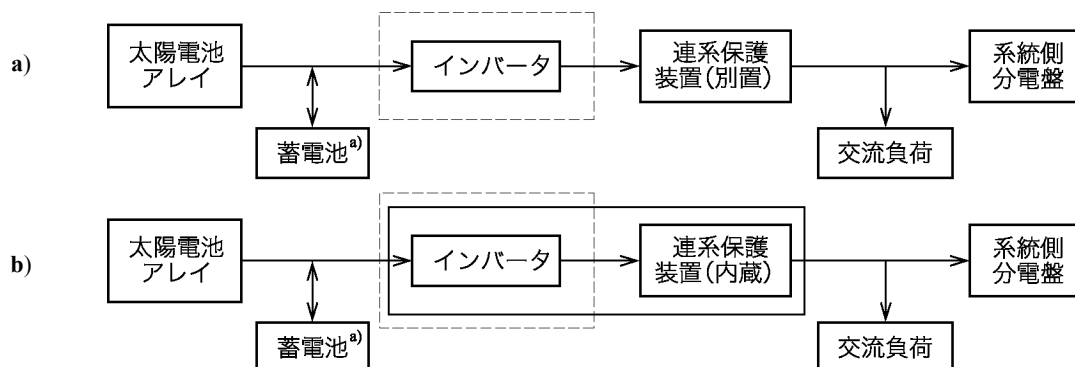 a)
太陽電池
アレイ
インバータ
連系保護
装置(別置)
系統側
分電盤
蓄電池a)
交流負荷
b)
太陽電池
アレイ
インバータ
連系保護
装置(内蔵)
系統側
分電盤
蓄電池a)
交流負荷